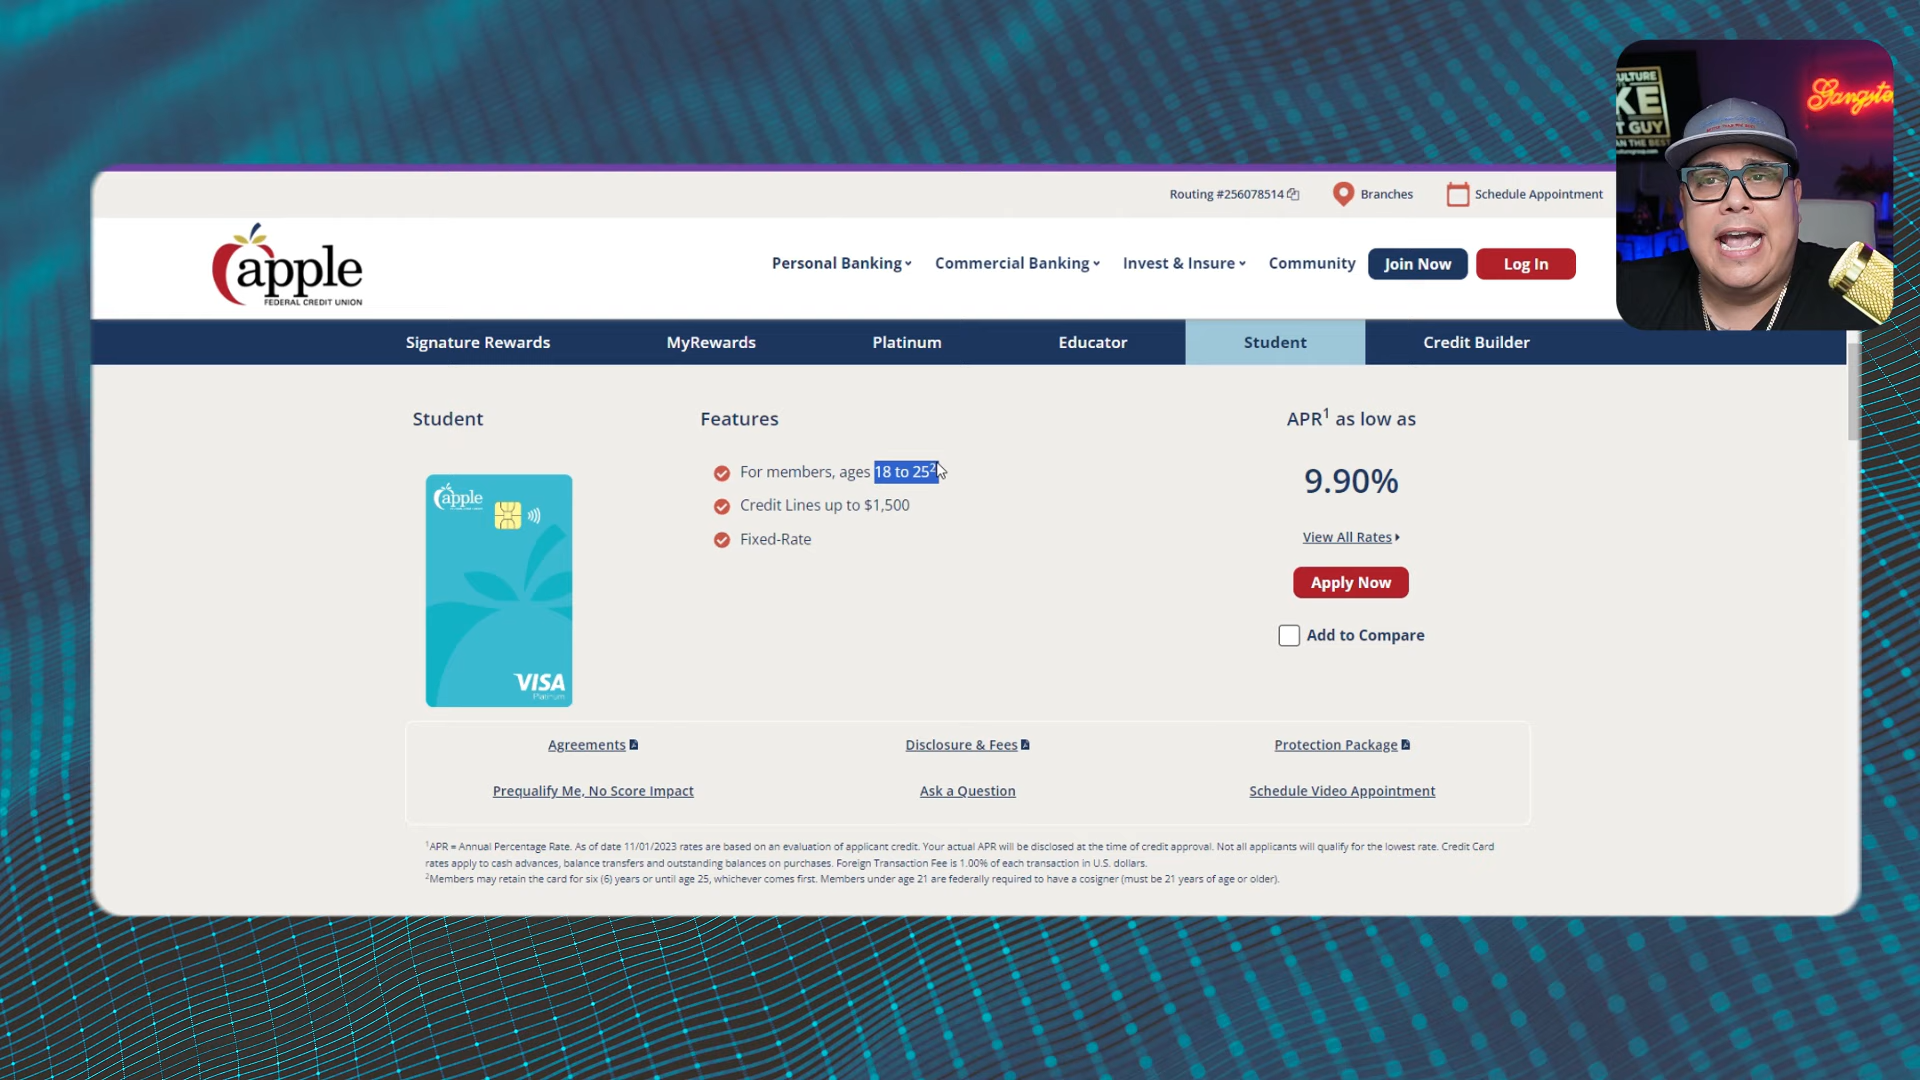 Routing #256078514
Branches
Schedule Appointment
apple
FEDERAL CREDIT UNION
Personal Banking
Commercial Banking
Invest & Insure
Community
Join Now
Log In
Signature Rewards
MyRewards
Platinum
Educator
Student
Credit Builder
Student
Features
APR1 as low as
For members, ages 18 to 252
Credit Lines up to $1,500
Fixed-Rate
9.90%
View All Rates
Apply Now
Add to Compare
apple
VISA
Platinum
Agreements
Disclosure & Fees
Protection Package
Prequalify Me, No Score Impact
Ask a Question
Schedule Video Appointment
1APR = Annual Percentage Rate. As of date 11/01/2023 rates are based on an evaluation of applicant credit. Your actual APR will be disclosed at the time of credit approval. Not all applicants will qualify for the lowest rate. Credit Card
rates apply to cash advances, balance transfers and outstanding balances on purchases. Foreign Transaction Fee is 1.00% of each transaction in U.S. dollars.
2Members may retain the card for six (6) years or until age 25, whichever comes first. Members under age 21 are federally required to have a cosigner (must be 21 years of age or older).
ULTURE
KE
T GUY
AN THE BEST
Gangste